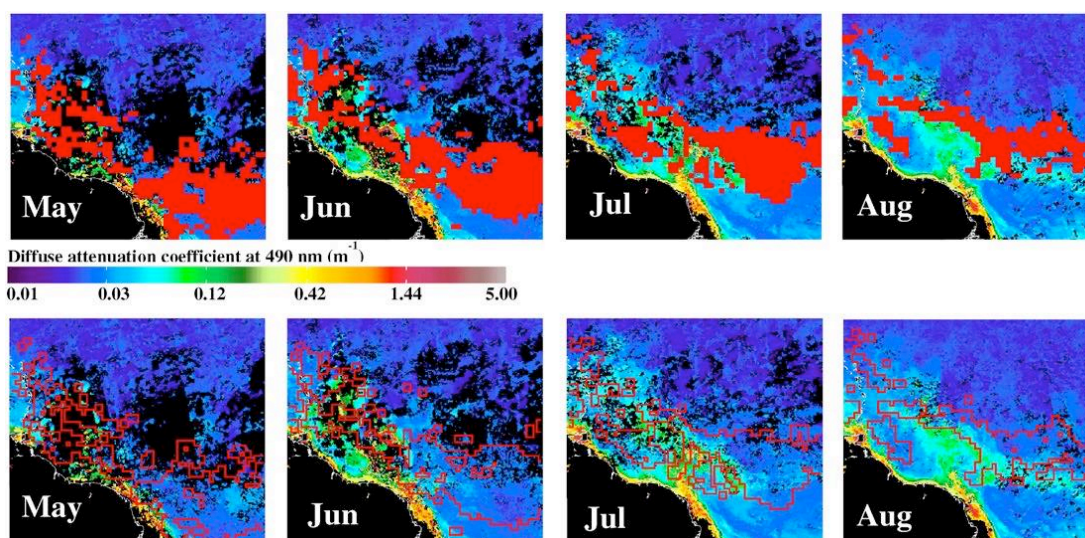 May Jun Jul Aug
Diffuse attenuation coefficient at 490 nm (m⁻¹)
0.01 0.03 0.12 0.42 1.44 5.00
May Jun Jul Aug